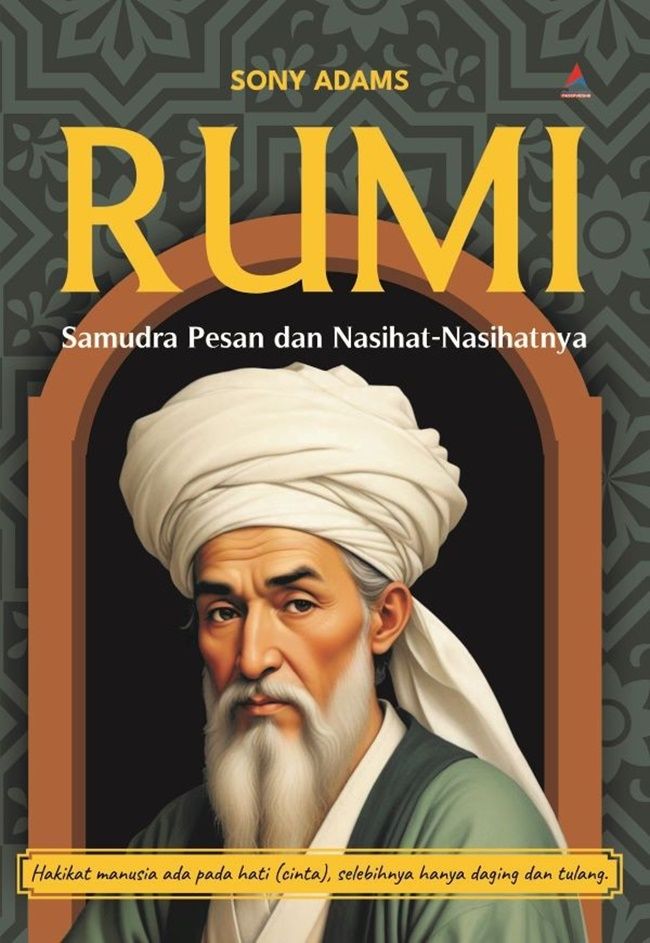 SONY ADAMS
RUMI
Samudra Pesan dan Nasihat-Nasihatnya
Hakikat manusia ada pada hati (cinta), selebihnya hanya daging dan tulang.